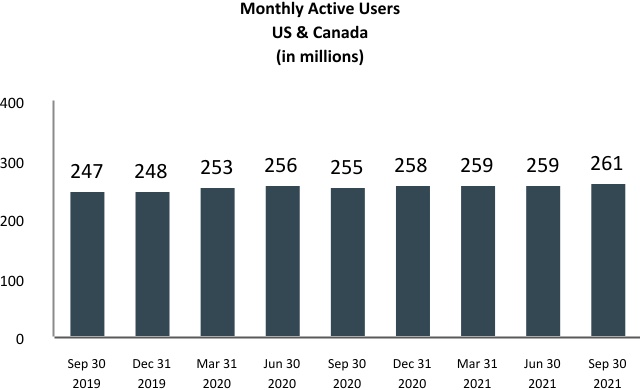 Monthly Active Users
US & Canada
(in millions)
400
300
200
100
0
247 248 253 256 255 258 259 259 261
Sep 30 Dec 31 Mar 31 Jun 30 Sep 30 Dec 31 Mar 31 Jun 30 Sep 30
2019 2019 2020 2020 2020 2020 2021 2021 2021